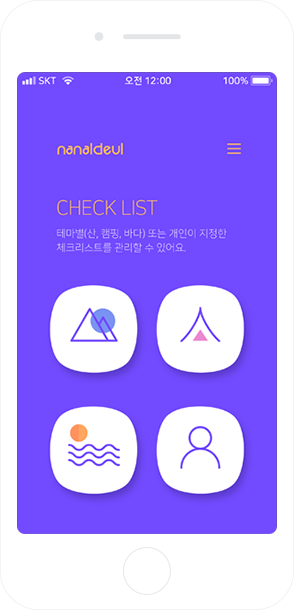 SKT 오전 12:00 100%
nanaldeul
CHECK LIST
테마별(산, 캠핑, 바다) 또는 개인이 지정한
체크리스트를 관리할 수 있어요.